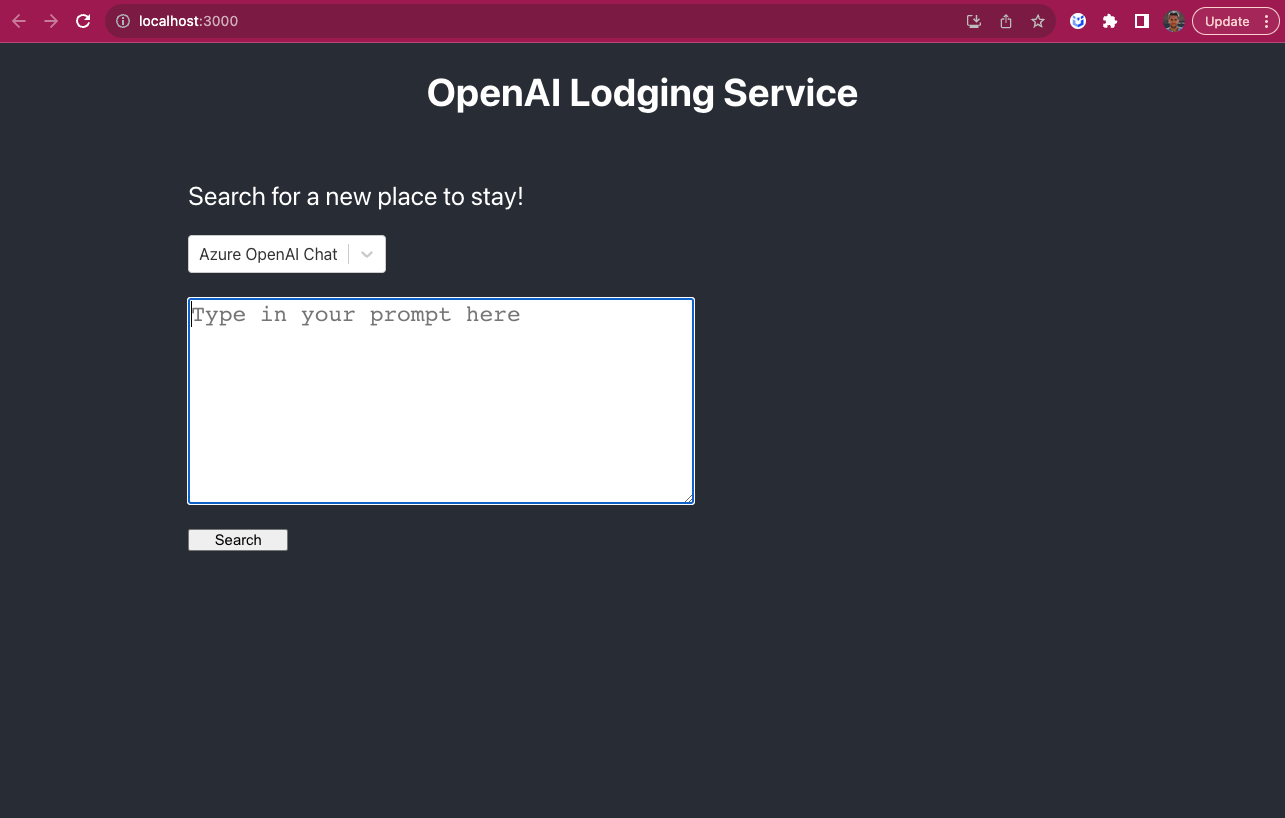 localhost:3000
Update
OpenAI Lodging Service
Search for a new place to stay!
Azure OpenAI Chat
Type in your prompt here
Search